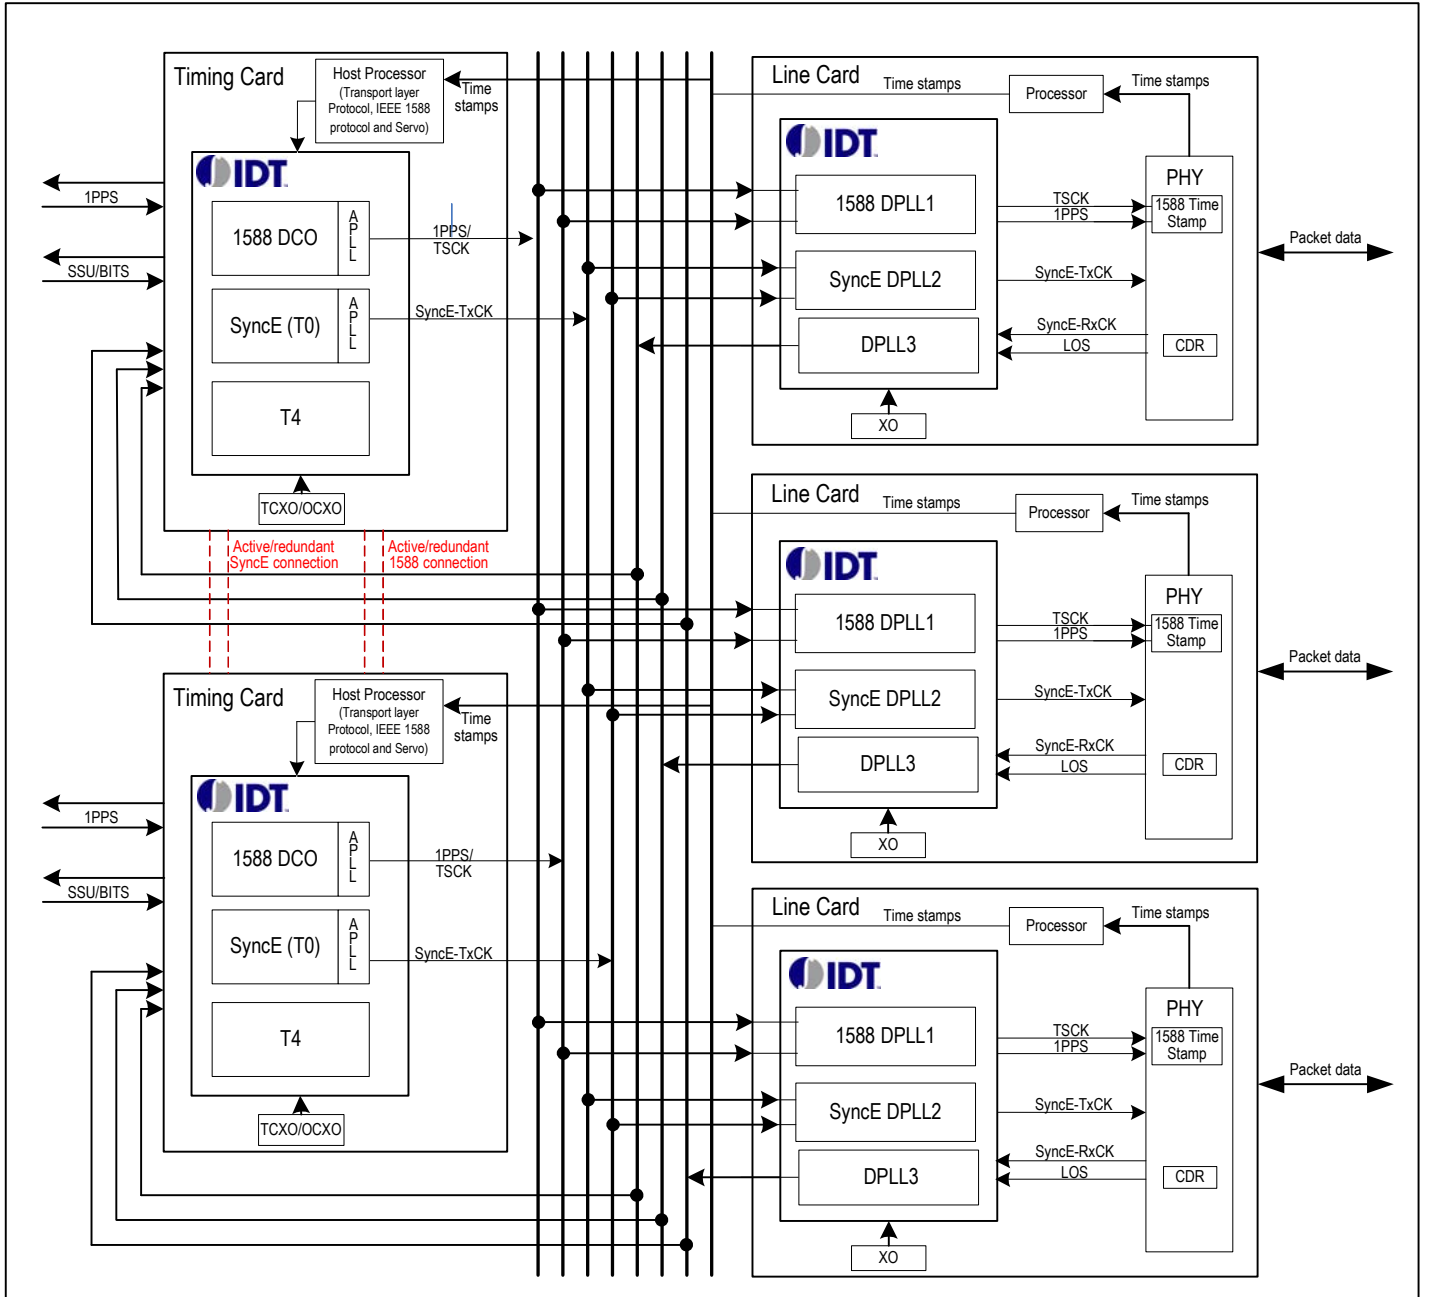 Timing Card
Host Processor
(Transport layer
Protocol, IEEE 1588
protocol and Servo)
Time
stamps
IDT
1PPS
SSU/BITS
1588 DCO
APLL
1PPS/
TSCK
SyncE (T0)
APLL
SyncE-TxCK
T4
TCXO/OCXO
Active/redundant
SyncE connection
Active/redundant
1588 connection
Timing Card
Host Processor
(Transport layer
Protocol, IEEE 1588
protocol and Servo)
Time
stamps
IDT
1PPS
SSU/BITS
1588 DCO
APLL
1PPS/
TSCK
SyncE (T0)
APLL
SyncE-TxCK
T4
TCXO/OCXO
Line Card
Time stamps
Processor
Time stamps
IDT
PHY
1588 DPLL1
TSCK
1PPS
1588 Time
Stamp
Packet data
SyncE DPLL2
SyncE-TxCK
DPLL3
SyncE-RxCK
LOS
CDR
XO
Line Card
Time stamps
Processor
Time stamps
IDT
PHY
1588 DPLL1
TSCK
1PPS
1588 Time
Stamp
Packet data
SyncE DPLL2
SyncE-TxCK
DPLL3
SyncE-RxCK
LOS
CDR
XO
Line Card
Time stamps
Processor
Time stamps
IDT
PHY
1588 DPLL1
TSCK
1PPS
1588 Time
Stamp
Packet data
SyncE DPLL2
SyncE-TxCK
DPLL3
SyncE-RxCK
LOS
CDR
XO